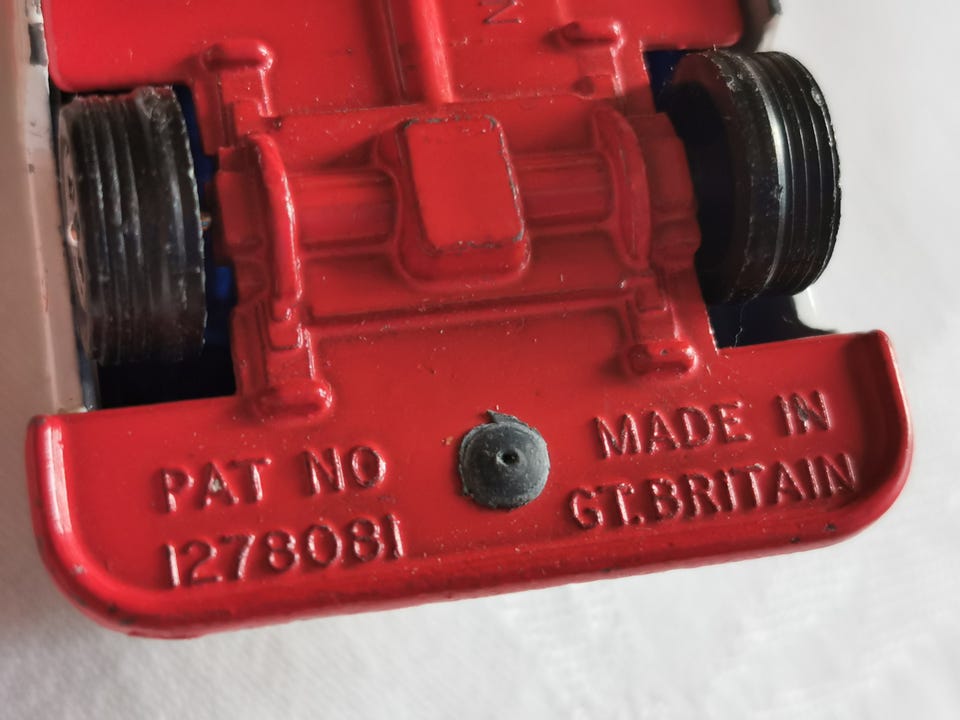 PAT NO
1278081
MADE IN
GT.BRITAIN